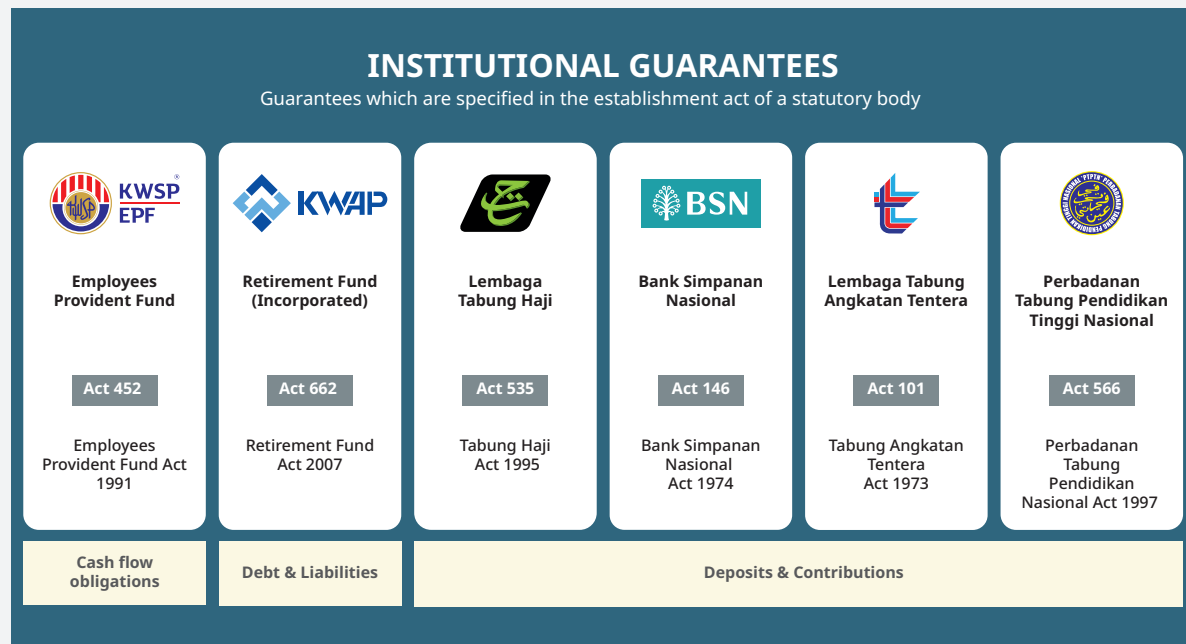 INSTITUTIONAL GUARANTEES
Guarantees which are specified in the establishment act of a statutory body
KWSP
EPF
Employees
Provident Fund
Act 452
Employees
Provident Fund Act
1991
KWAP
Retirement Fund
(Incorporated)
Act 662
Retirement Fund
Act 2007
Lembaga
Tabung Haji
Act 535
Tabung Haji
Act 1995
BSN
Bank Simpanan
Nasional
Act 146
Bank Simpanan
Nasional
Act 1974
Lembaga Tabung
Angkatan Tentera
Act 101
Tabung Angkatan
Tentera
Act 1973
Perbadanan
Tabung Pendidikan
Tinggi Nasional
Act 566
Perbadanan
Tabung
Pendidikan
Nasional Act 1997
Cash flow
obligations
Debt & Liabilities
Deposits & Contributions